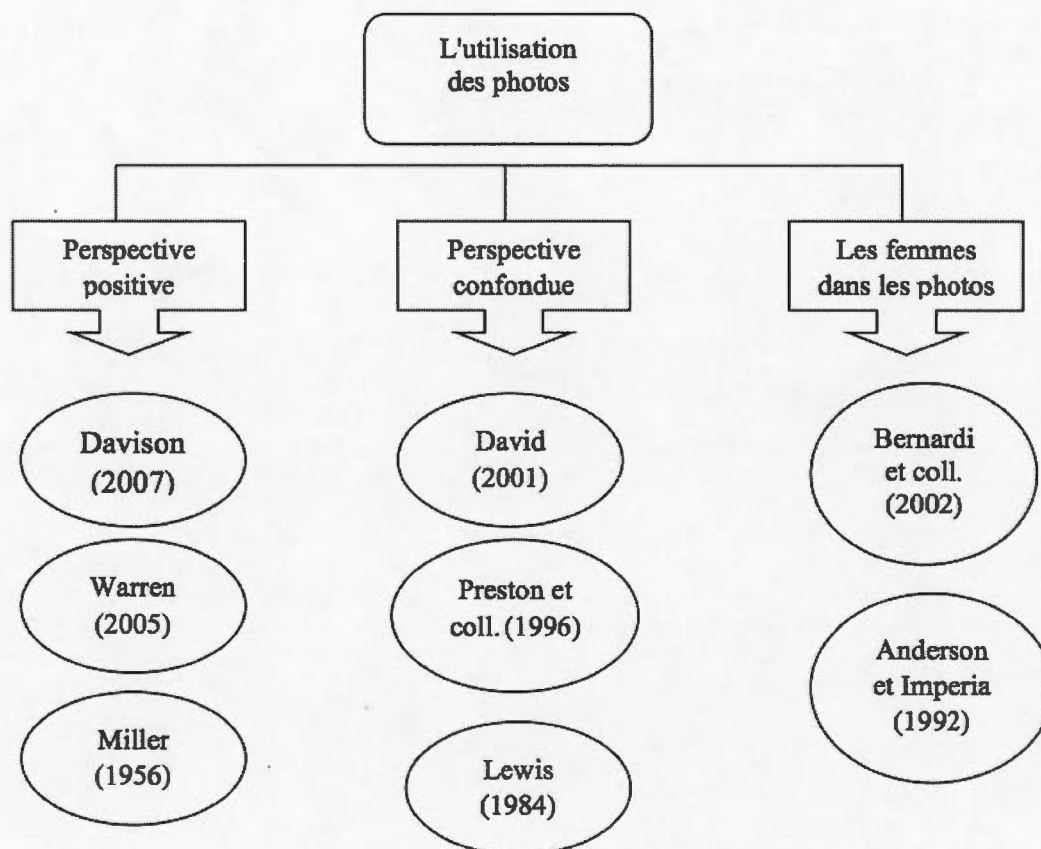 L'utilisation
des photos
Perspective
positive
Perspective
confondue
Les femmes
dans les photos
Davison
(2007)
Warren
(2005)
Miller
(1956)
David
(2001)
Preston et
coll. (1996)
Lewis
(1984)
Bernardi
et coll.
(2002)
Anderson
et Imperia
(1992)